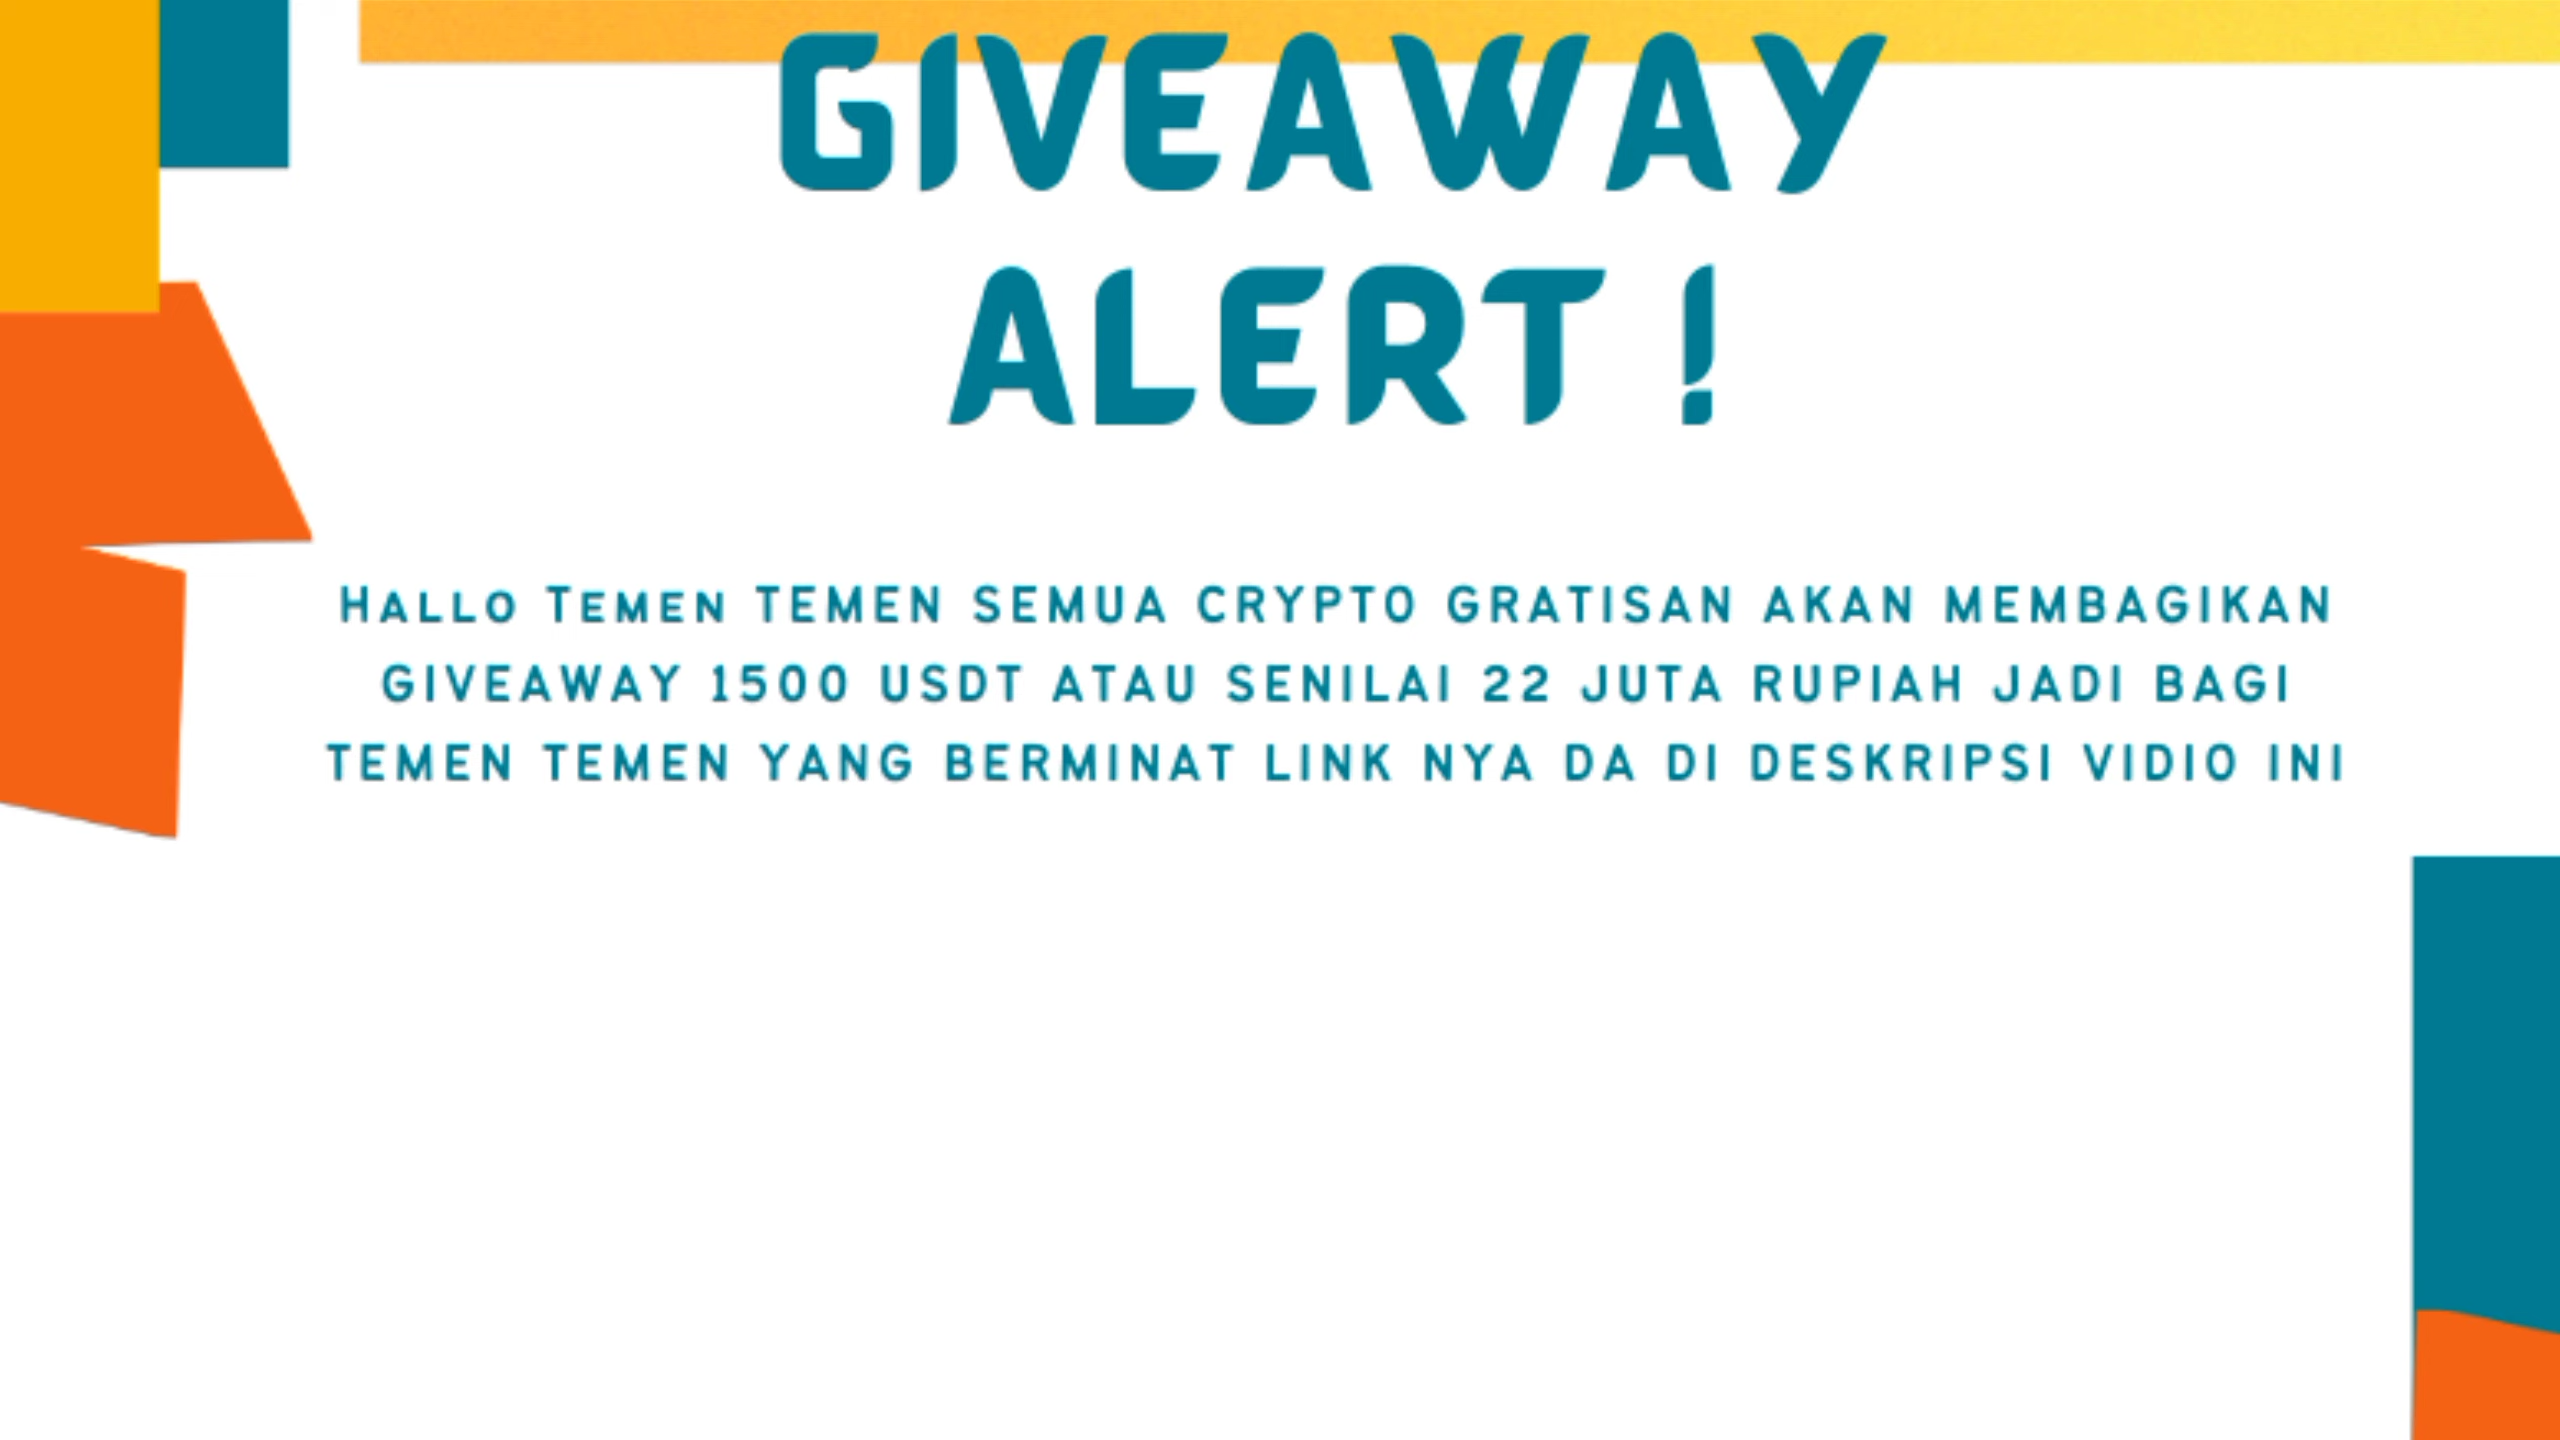 GIVEAWAY
ALERT !
HALLO TEMEN TEMEN SEMUA CRYPTO GRATISAN AKAN MEMBAGIKAN
GIVEAWAY 1500 USDT ATAU SENILAI 22 JUTA RUPIAH JADI BAGI
TEMEN TEMEN YANG BERMINAT LINK NYA DA DI DESKRIPSI VIDIO INI